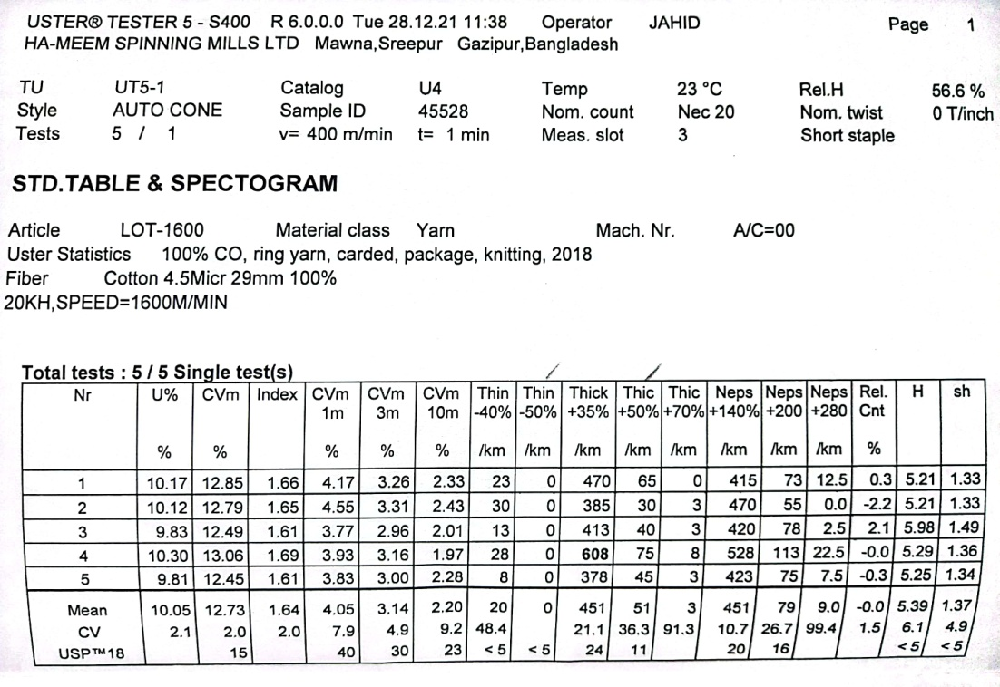 USTER® TESTER 5 - S400 R 6.0.0.0 Tue 28.12.21 11:38 Operator JAHID Page 1
HA-MEEM SPINNING MILLS LTD Mawna,Sreepur Gazipur,Bangladesh
TU UT5-1 Catalog U4 Temp 23 °C Rel.H 56.6 %
Style AUTO CONE Sample ID 45528 Nom. count Nec 20 Nom. twist 0 T/inch
Tests 5 / 1 v= 400 m/min t= 1 min Meas. slot 3 Short staple
STD.TABLE & SPECTOGRAM
Article LOT-1600 Material class Yarn Mach. Nr. A/C=00
Uster Statistics 100% CO, ring yarn, carded, package, knitting, 2018
Fiber Cotton 4.5Micr 29mm 100%
20KH,SPEED=1600M/MIN
Total tests : 5 / 5 Single test(s)
Nr U% CVm Index CVm CVm CVm Thin Thin Thick Thic Thic Neps Neps Neps Rel. H sh
1m 3m 10m -40% -50% +35% +50% +70% +140% +200 +280 Cnt
% % % % % /km /km /km /km /km /km /km /km %
1 10.17 12.85 1.66 4.17 3.26 2.33 23 0 470 65 0 415 73 12.5 0.3 5.21 1.33
2 10.12 12.79 1.65 4.55 3.31 2.43 30 0 385 30 3 470 55 0.0 -2.2 5.21 1.33
3 9.83 12.49 1.61 3.77 2.96 2.01 13 0 413 40 3 420 78 2.5 2.1 5.98 1.49
4 10.30 13.06 1.69 3.93 3.16 1.97 28 0 608 75 8 528 113 22.5 -0.0 5.29 1.36
5 9.81 12.45 1.61 3.83 3.00 2.28 8 0 378 45 3 423 75 7.5 -0.3 5.25 1.34
Mean 10.05 12.73 1.64 4.05 3.14 2.20 20 0 451 51 3 451 79 9.0 -0.0 5.39 1.37
CV 2.1 2.0 2.0 7.9 4.9 9.2 48.4 21.1 36.3 91.3 10.7 26.7 99.4 1.5 6.1 4.9
USP™18 15 40 30 23 < 5 < 5 24 11 20 16 < 5 < 5